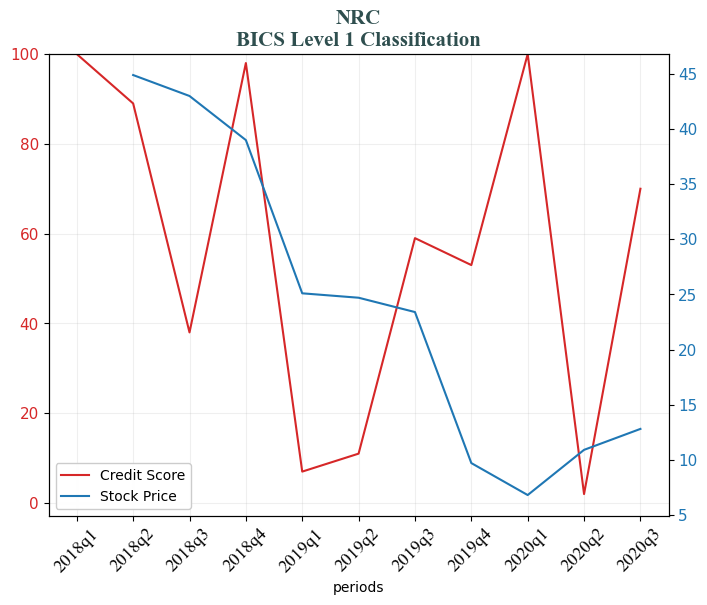 NRC
BICS Level 1 Classification
100
80
60
40
20
0
45
40
35
30
25
20
15
10
5
Credit Score
Stock Price
2018q1
2018q2
2018q3
2018q4
2019q1
2019q2
2019q3
2019q4
2020q1
2020q2
2020q3
periods